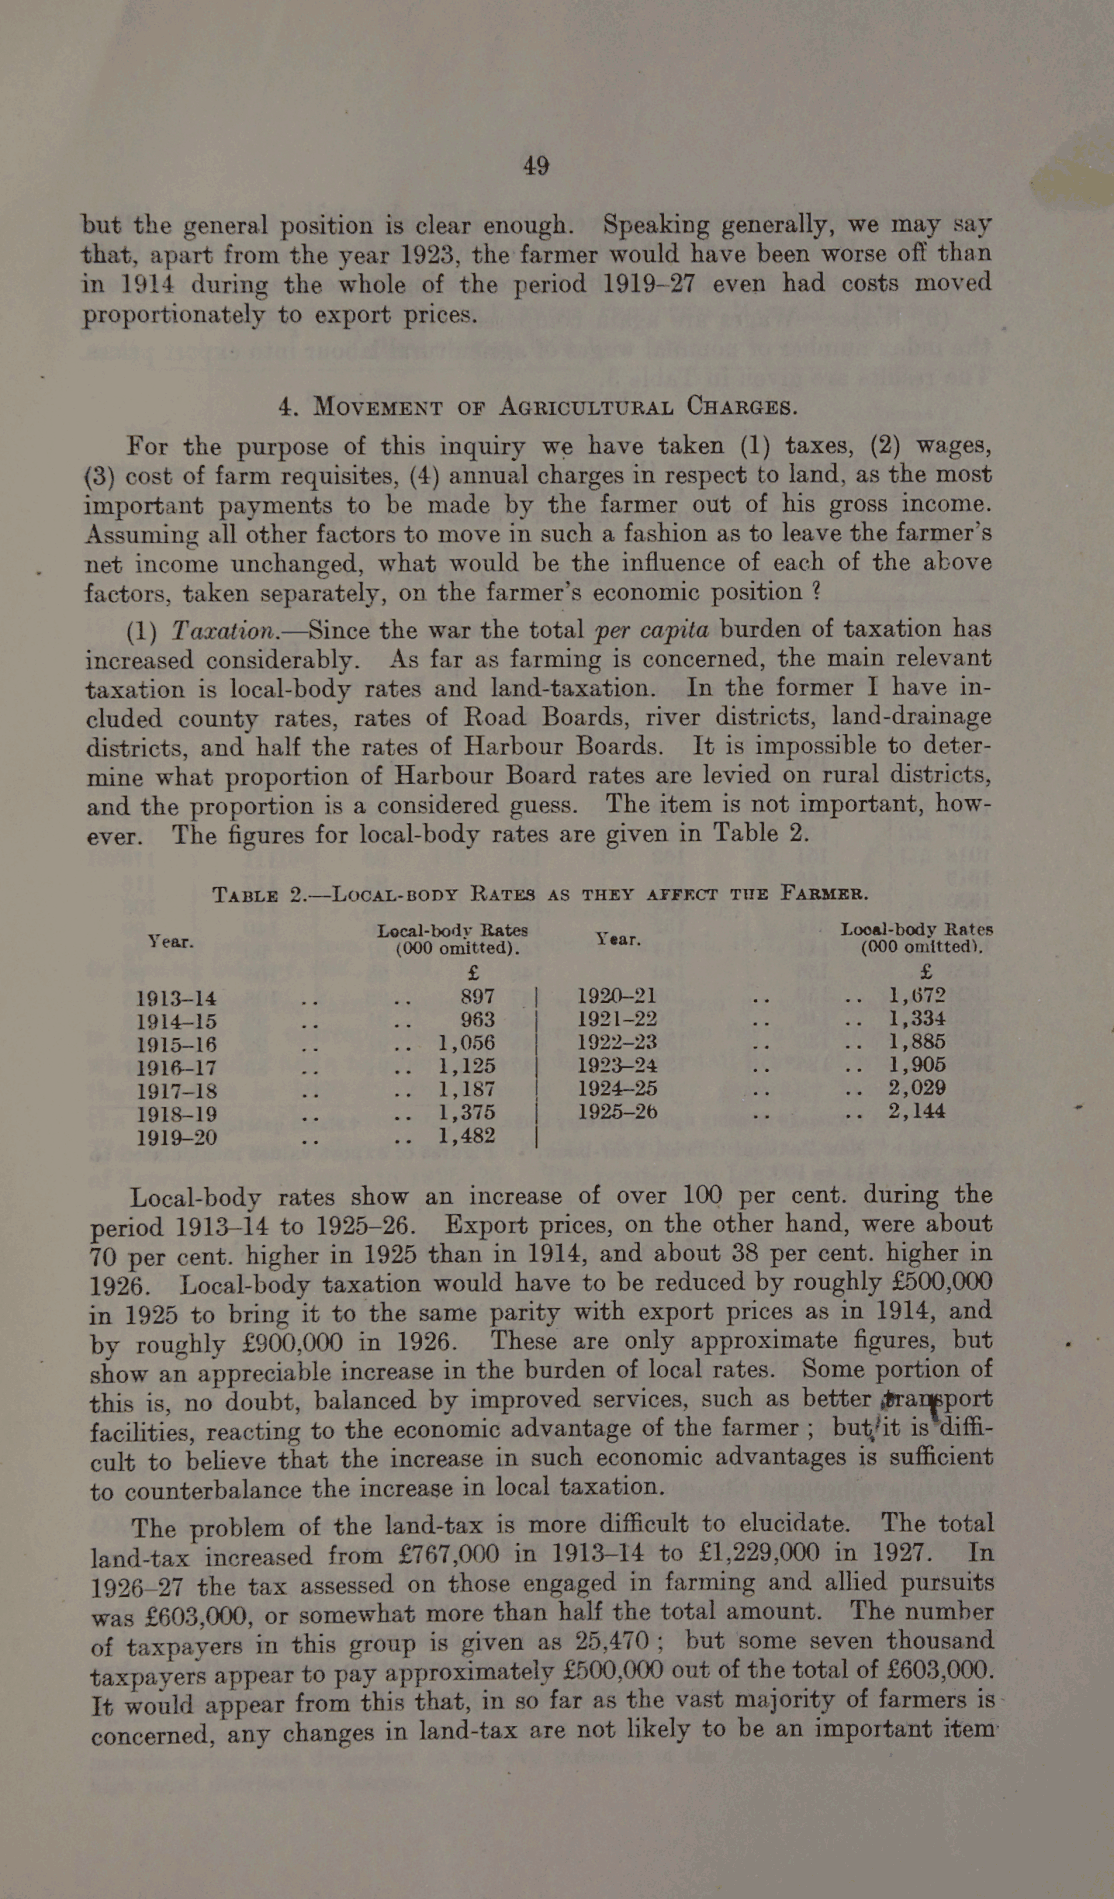 49
but the general position is clear enough. Speaking generally, we may say
that, apart from the year 1923, the farmer would have been worse off than
in 1914 during the whole of the period 1919–27 even had costs moved
proportionately to export prices.
4. Movement of Agricultural Charges.
For the purpose of this inquiry we have taken (1) taxes, (2) wages,
(3) cost of farm requisites, (4) annual charges in respect to land, as the most
important payments to be made by the farmer out of his gross income.
Assuming all other factors to move in such a fashion as to leave the farmer's
net income unchanged, what would be the influence of each of the above
factors, taken separately, on the farmer's economic position ?
(1) Taxation.—Since the war the total per capita burden of taxation has
increased considerably. As far as farming is concerned, the main relevant
taxation is local-body rates and land-taxation. In the former I have in-
cluded county rates, rates of Road Boards, river districts, land-drainage
districts, and half the rates of Harbour Boards. It is impossible to deter-
mine what proportion of Harbour Board rates are levied on rural districts,
and the proportion is a considered guess. The item is not important, how-
ever. The figures for local-body rates are given in Table 2.
Table 2.—Local-body Rates as they affect the Farmer.
Year. Local-body Rates (000 omitted). Year. Local-body Rates (000 omitted).
£ £
1913–14 .. .. 897 1920–21 .. .. 1,672
1914–15 .. .. 963 1921–22 .. .. 1,334
1915–16 .. .. 1,056 1922–23 .. .. 1,885
1916–17 .. .. 1,125 1923–24 .. .. 1,905
1917–18 .. .. 1,187 1924–25 .. .. 2,029
1918–19 .. .. 1,375 1925–26 .. .. 2,144
1919–20 .. .. 1,482
Local-body rates show an increase of over 100 per cent. during the
period 1913–14 to 1925–26. Export prices, on the other hand, were about
70 per cent. higher in 1925 than in 1914, and about 38 per cent. higher in
1926. Local-body taxation would have to be reduced by roughly £500,000
in 1925 to bring it to the same parity with export prices as in 1914, and
by roughly £900,000 in 1926. These are only approximate figures, but
show an appreciable increase in the burden of local rates. Some portion of
this is, no doubt, balanced by improved services, such as better transport
facilities, reacting to the economic advantage of the farmer ; but it is diffi-
cult to believe that the increase in such economic advantages is sufficient
to counterbalance the increase in local taxation.
The problem of the land-tax is more difficult to elucidate. The total
land-tax increased from £767,000 in 1913–14 to £1,229,000 in 1927. In
1926–27 the tax assessed on those engaged in farming and allied pursuits
was £603,000, or somewhat more than half the total amount. The number
of taxpayers in this group is given as 25,470 ; but some seven thousand
taxpayers appear to pay approximately £500,000 out of the total of £603,000.
It would appear from this that, in so far as the vast majority of farmers is
concerned, any changes in land-tax are not likely to be an important item